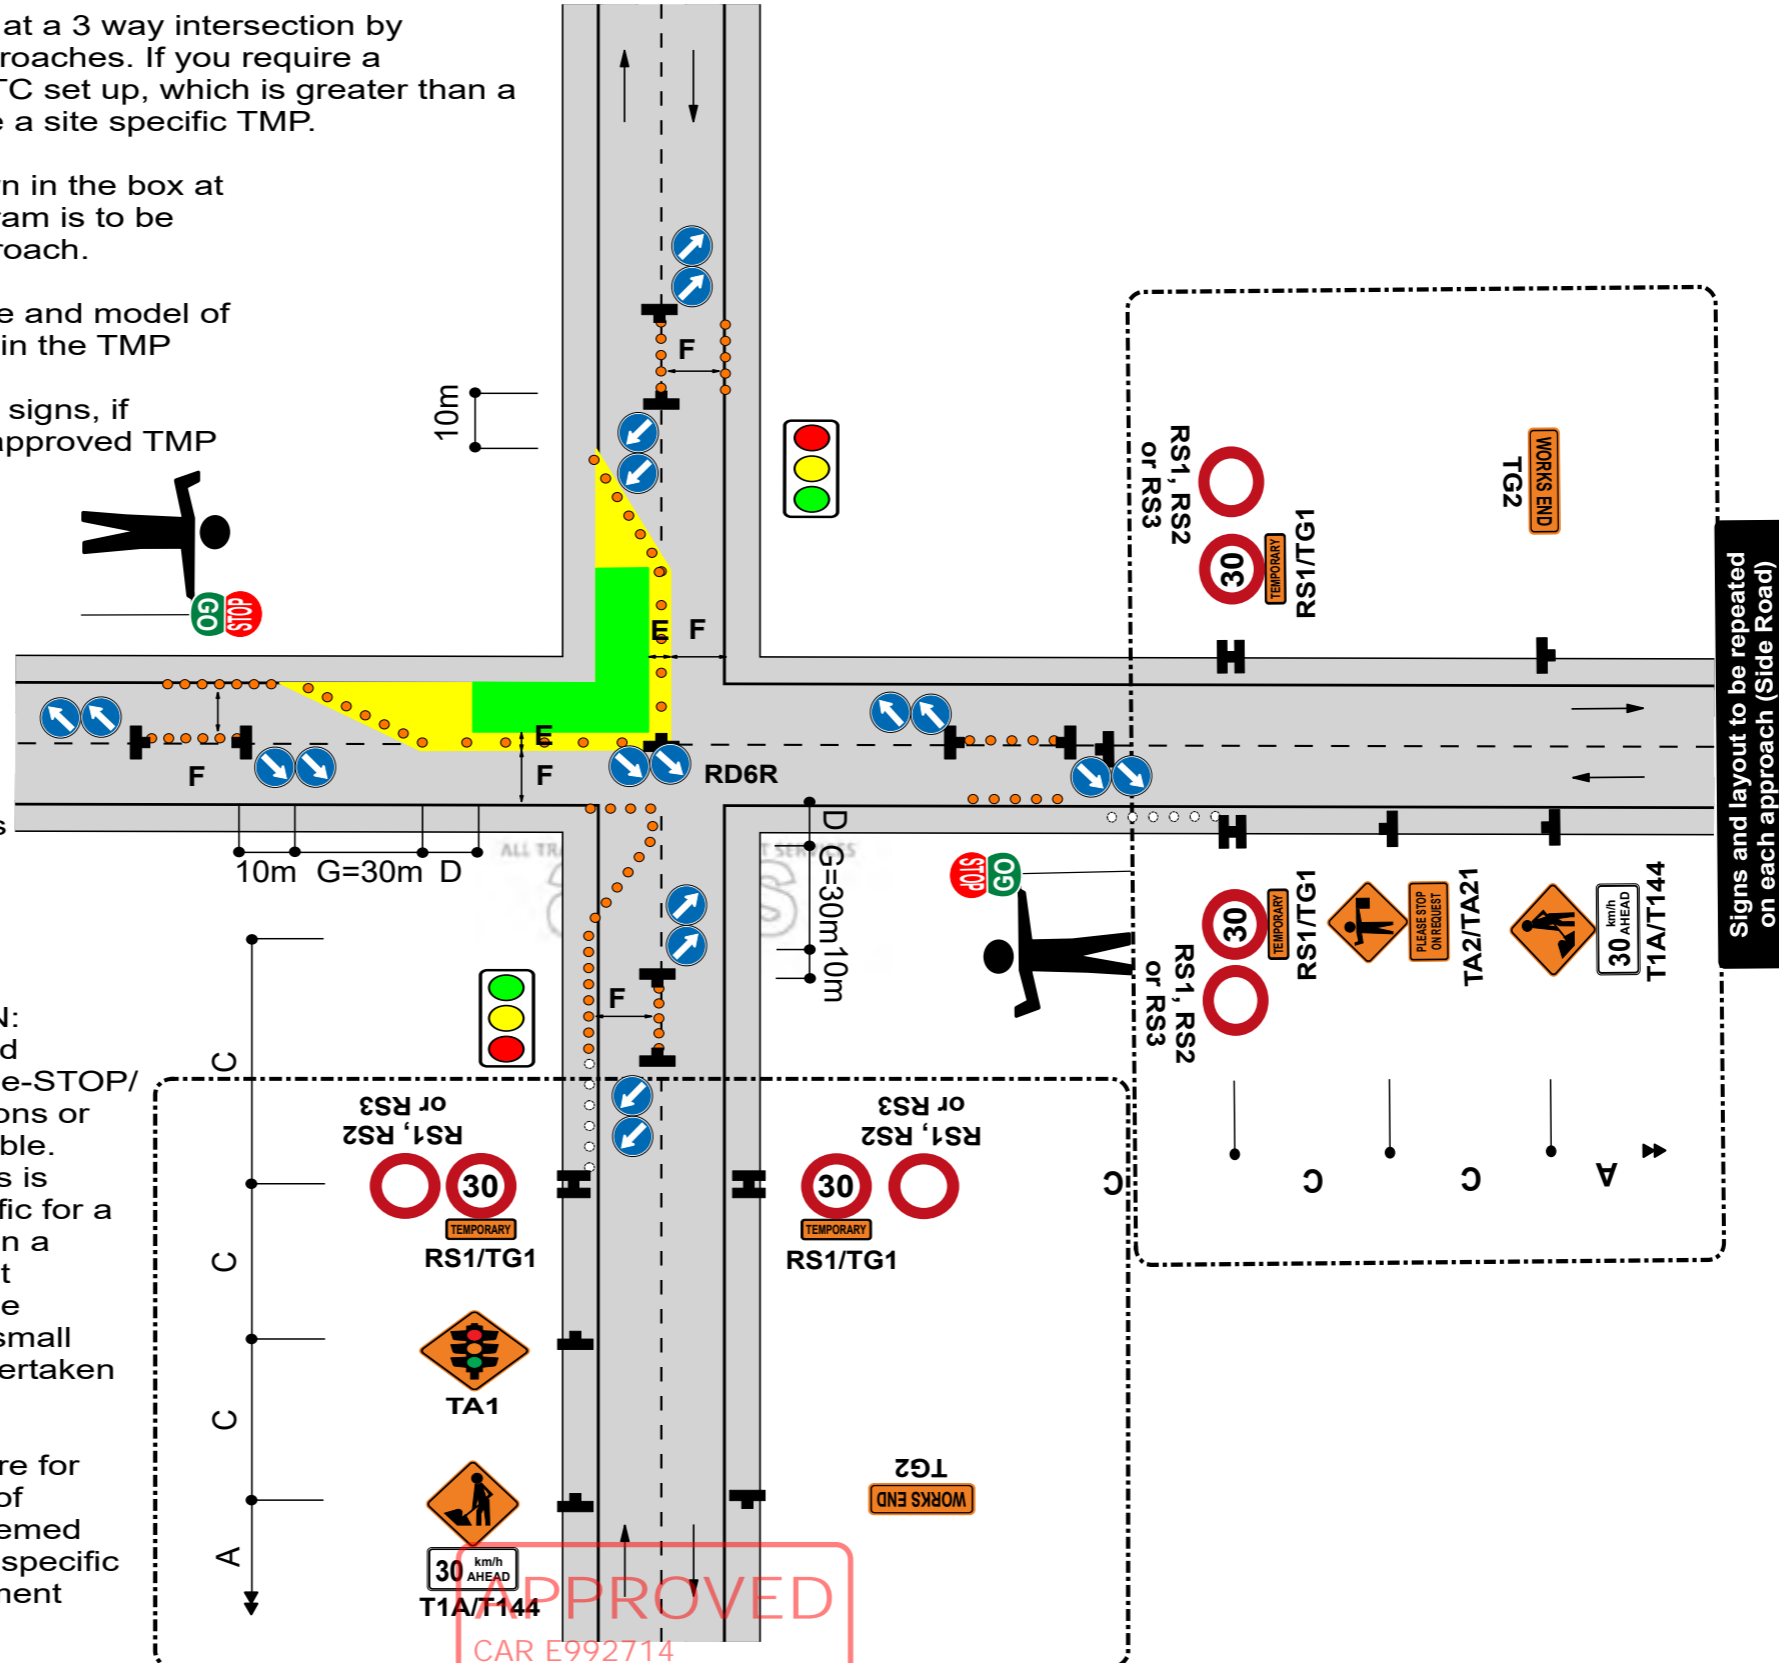 at a 3 way intersection by
roaches. If you require a
TC set up, which is greater than a
e a site specific TMP.
n in the box at
ram is to be
roach.
e and model of
in the TMP
signs, if
approved TMP
10m
F
STOP
GO
E F
RS1, RS2
or RS3
30
TEMPORARY
RS1/TG1
WORKS END
TG2
Signs and layout to be repeated
on each approach (Side Road)
F
E
F
RD6R
s
10m G=30m D
D
G=30m
10m
ALL TRA
T SERVICES
STOP
GO
30
TEMPORARY
RS1/TG1
RS1, RS2
or RS3
PLEASE STOP
ON REQUEST
TA2/TA21
30 km/h
AHEAD
T1A/T144
C
C
C
A
F
N:
d
e-STOP/
ons or
ble.
s is
fic for a
n a
t
e
small
ertaken
re for
of
emed
specific
ment
C
C
C
A
RS1, RS2
or RS3
30
TEMPORARY
RS1/TG1
RS1, RS2
or RS3
30
TEMPORARY
RS1/TG1
TA1
TG2
WORKS END
30 km/h
AHEAD
T1A/T144
APPROVED
CAR E992714